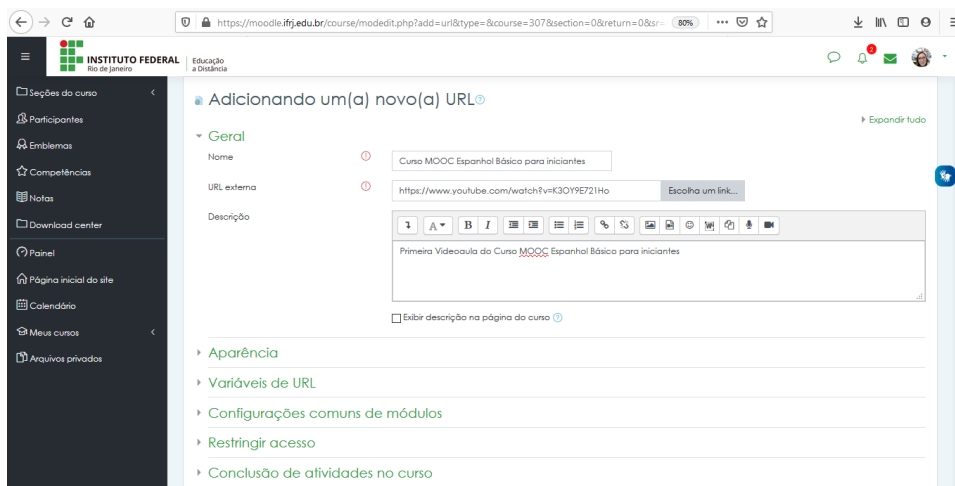 https://moodle.ifrj.edu.br/course/modedit.php?add=url&type=&course=307&section=0&return=0&sr= 80%
INSTITUTO FEDERAL
Rio de Janeiro
Educação
a Distância
2
Seções do curso
Participantes
Emblemas
Competências
Notas
Download center
Painel
Página inicial do site
Calendário
Meus cursos
Arquivos privados
Adicionando um(a) novo(a) URL
Expandir tudo
Geral
Nome
Curso MOOC Espanhol Básico para iniciantes
URL externa
https://www.youtube.com/watch?v=K3OY9E721Ho
Escolha um link...
Descrição
A B I
Primeira Videoaula do Curso MOOC Espanhol Básico para iniciantes
Exibir descrição na página do curso
Aparência
Variáveis de URL
Configurações comuns de módulos
Restringir acesso
Conclusão de atividades no curso